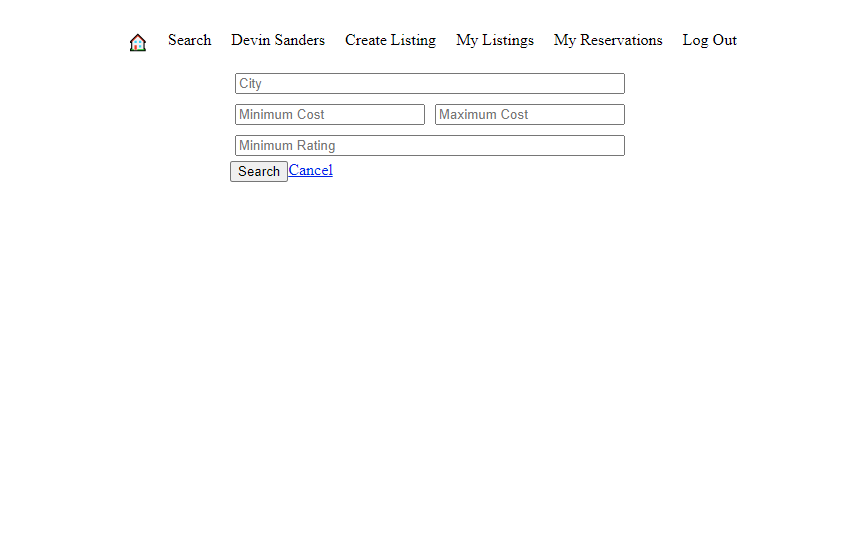 Search Devin Sanders Create Listing My Listings My Reservations Log Out
City
Minimum Cost Maximum Cost
Minimum Rating
Search Cancel